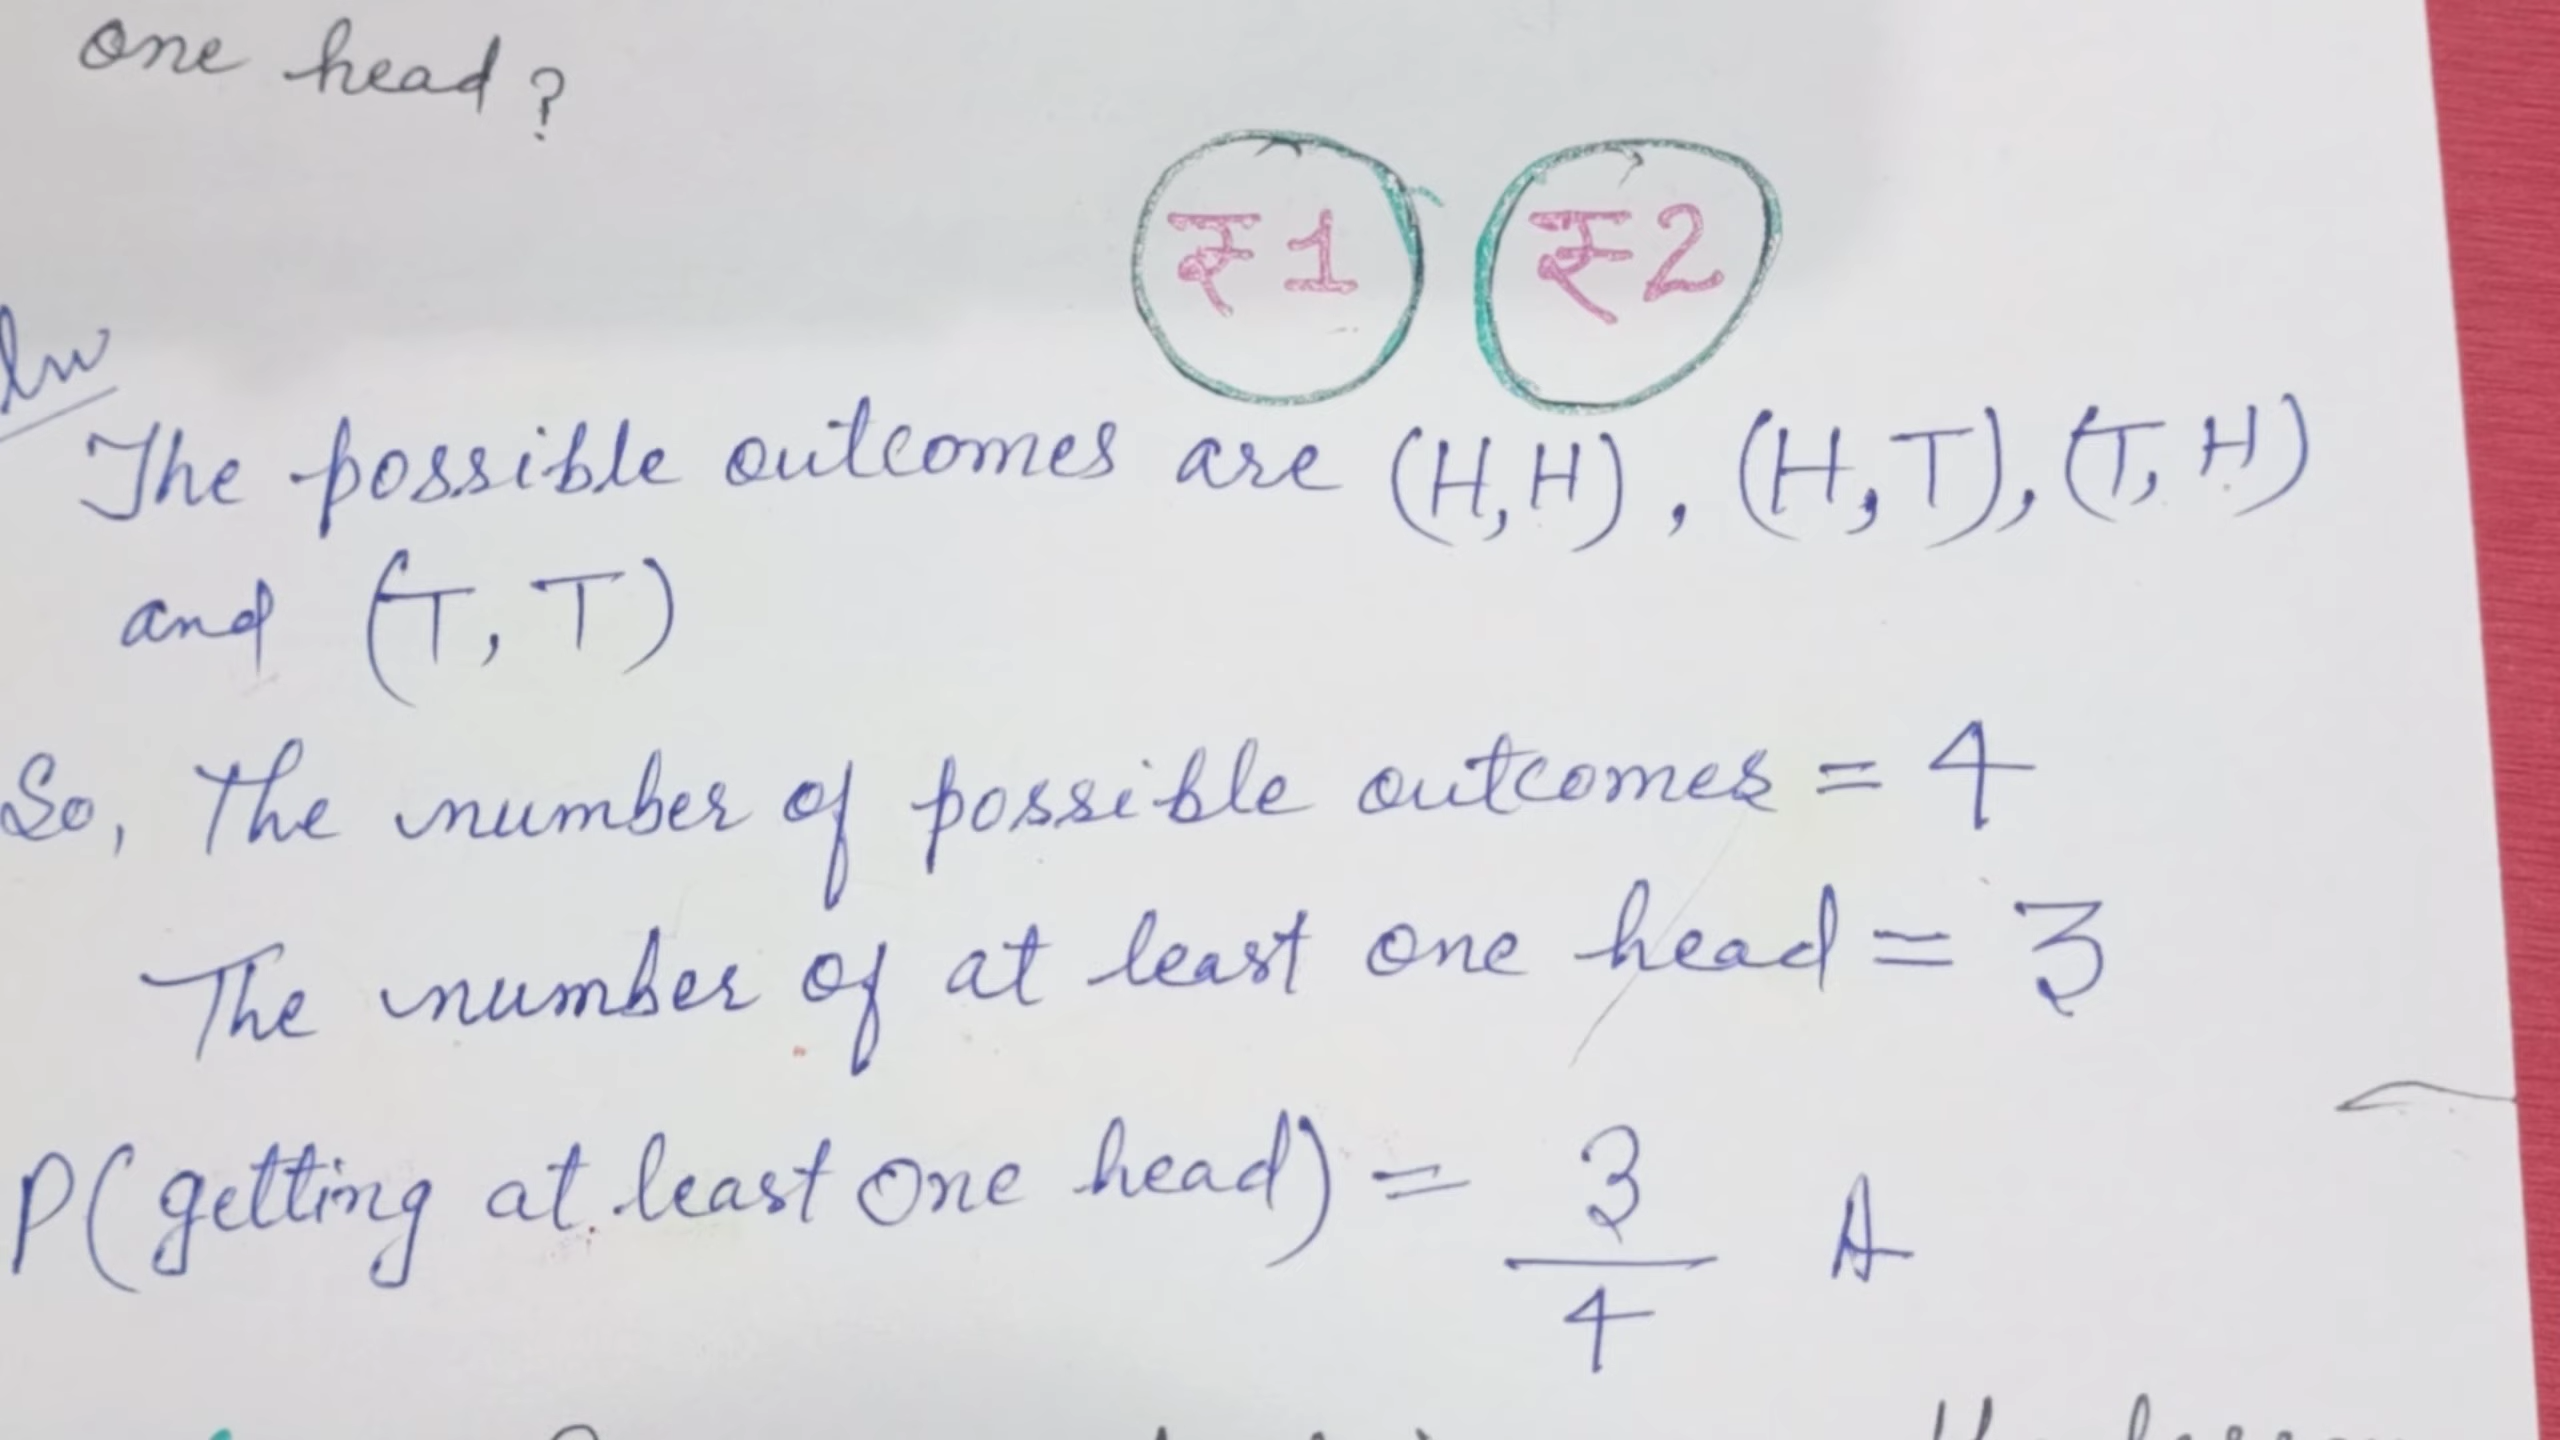 one head?
₹1 ₹2
The possible outcomes are (H,H), (H,T), (T,H)
and (T, T)
So, The number of possible outcomes = 4
The number of at least one head = 3
P(getting at least One head) = 3/4 A